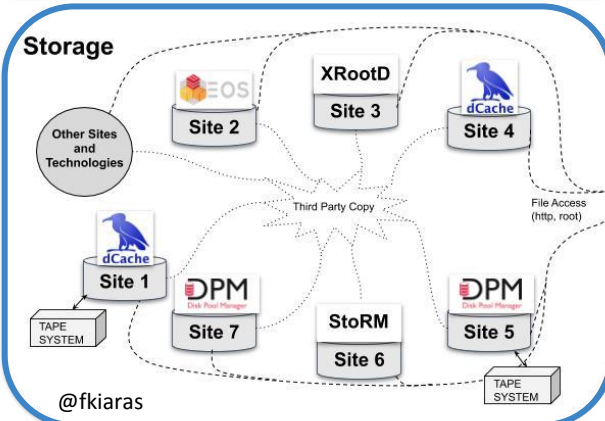 Storage
EOS
Site 2
XRootD
Site 3
dCache
Site 4
Other Sites
and
Technologies
Third Party Copy
File Access
(http, root)
dCache
Site 1
TAPE
SYSTEM
DPM
Disk Pool Manager
Site 7
StoRM
Site 6
DPM
Disk Pool Manager
Site 5
TAPE
SYSTEM
@fkiaras